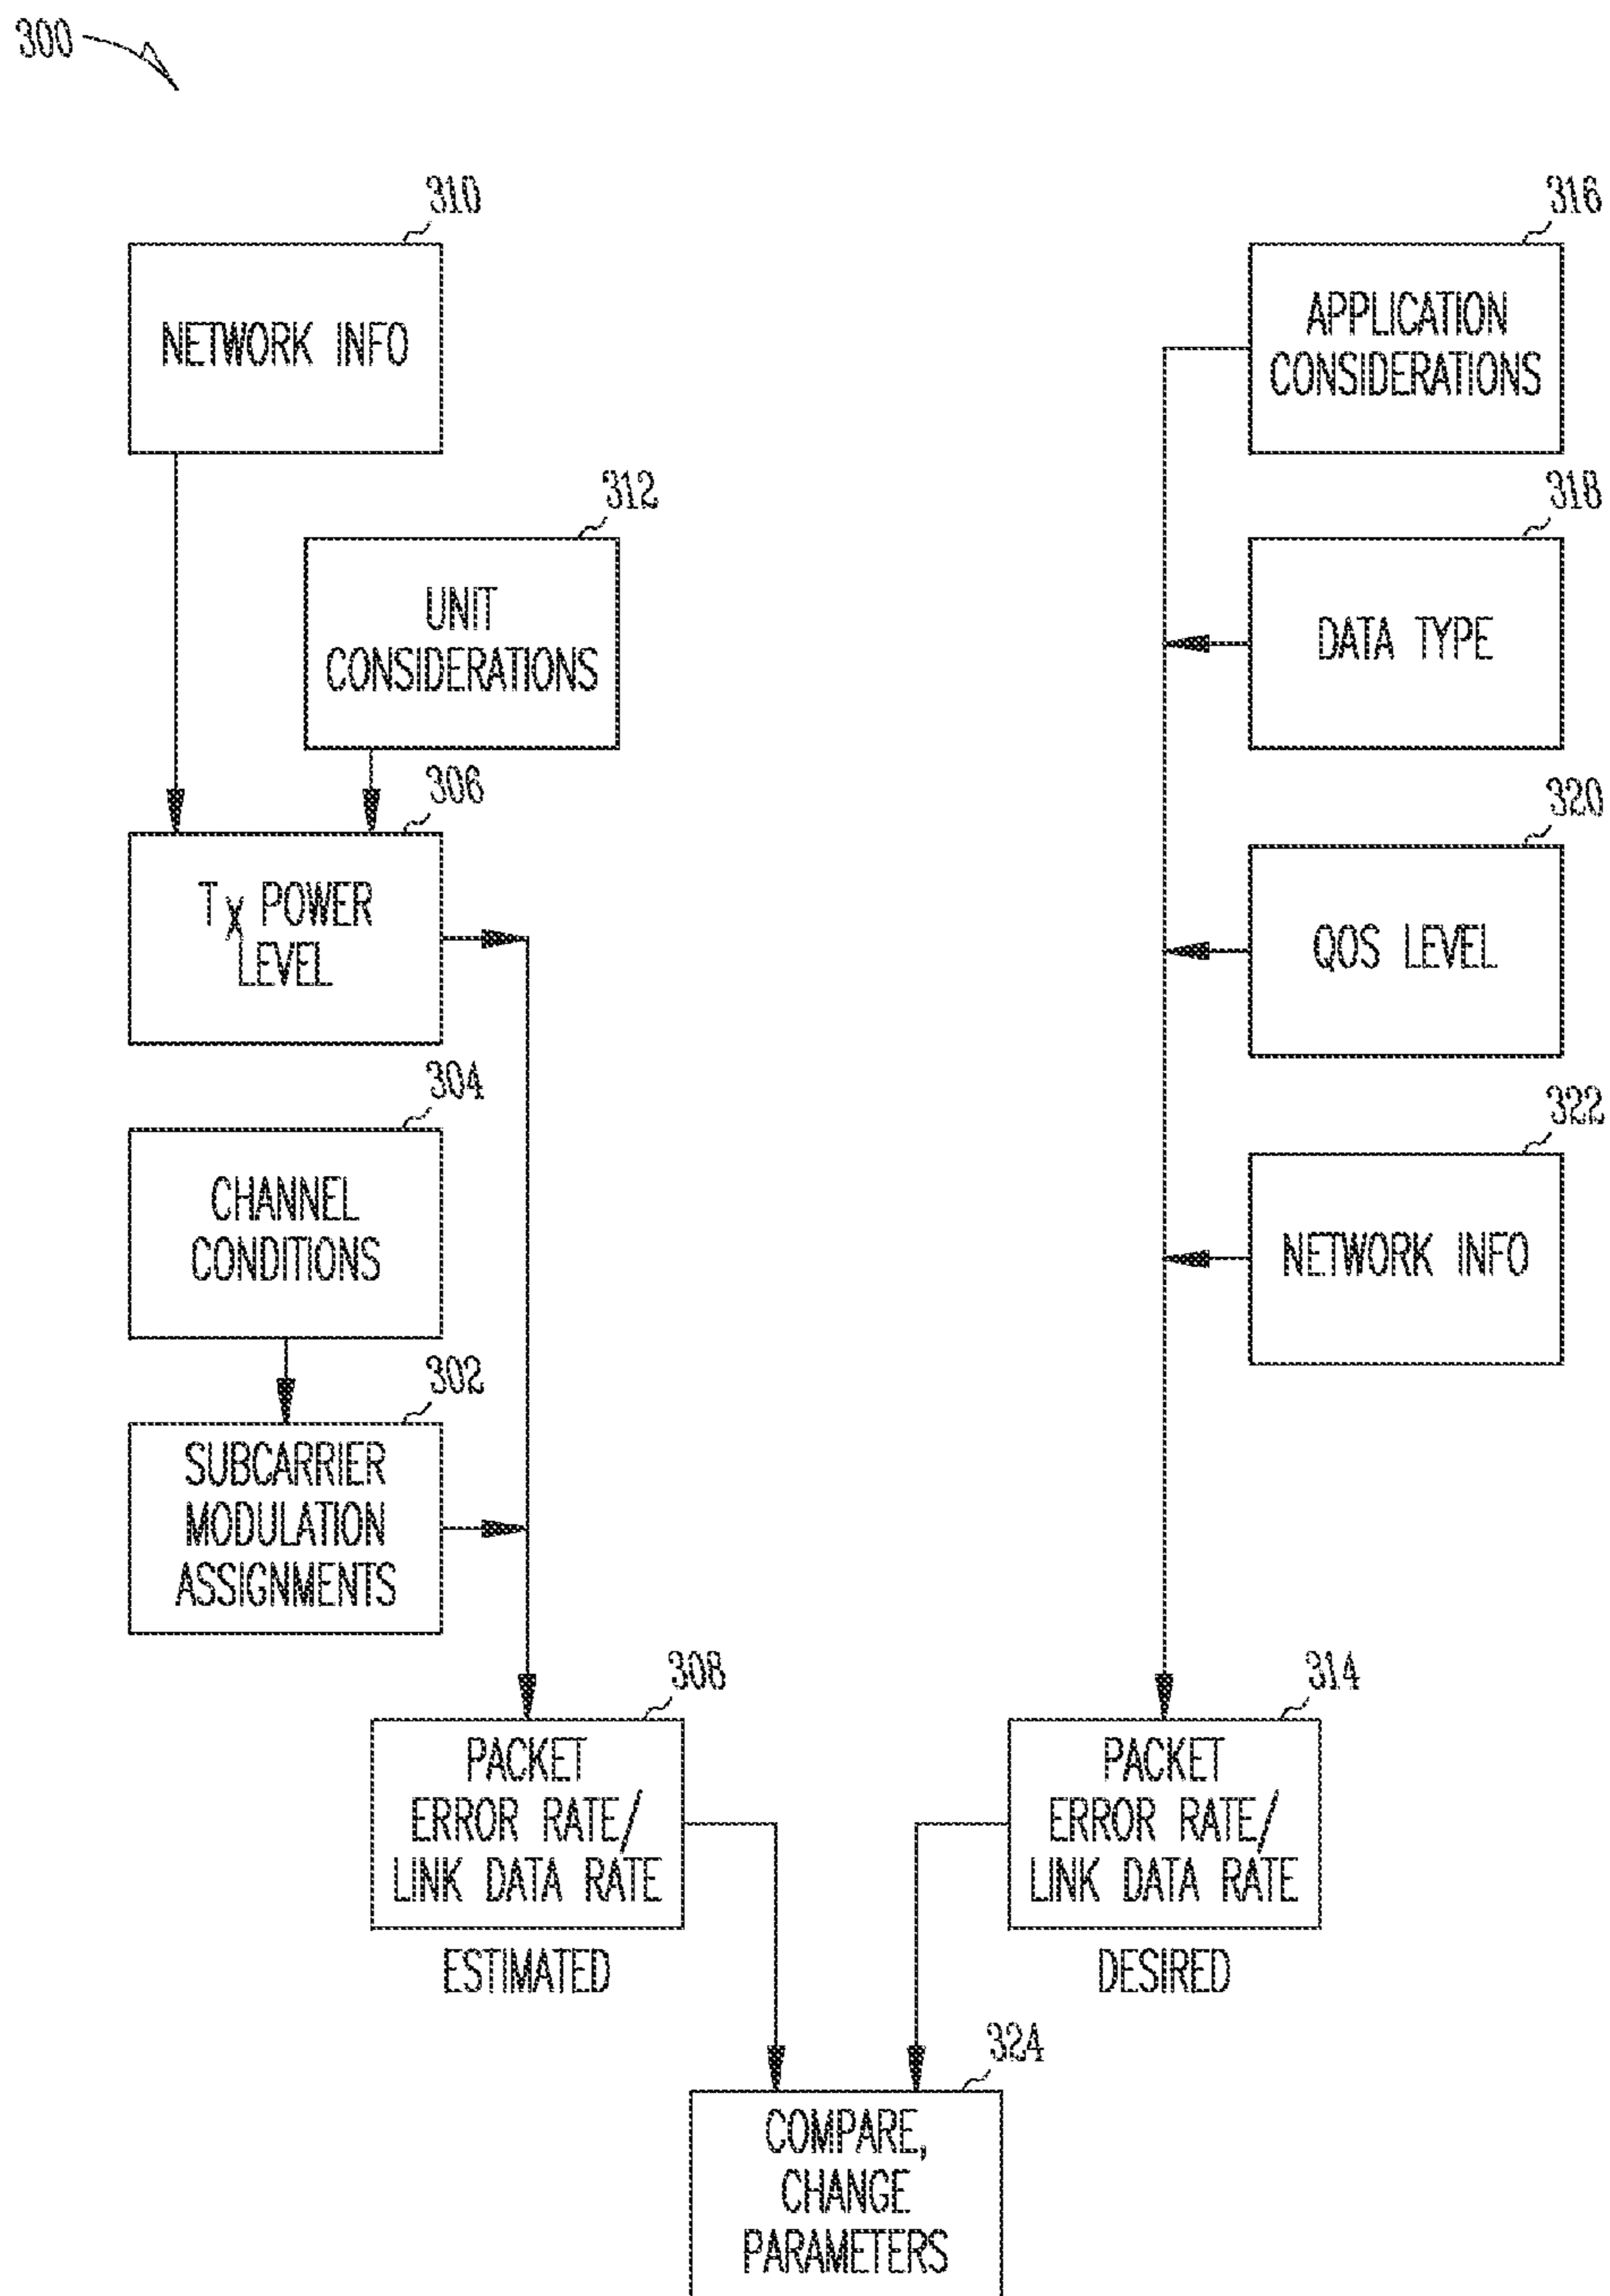 300
310
NETWORK INFO
312
UNIT
CONSIDERATIONS
306
TX POWER
LEVEL
304
CHANNEL
CONDITIONS
302
SUBCARRIER
MODULATION
ASSIGNMENTS
308
PACKET
ERROR RATE/
LINK DATA RATE
ESTIMATED
316
APPLICATION
CONSIDERATIONS
318
DATA TYPE
320
QOS LEVEL
322
NETWORK INFO
314
PACKET
ERROR RATE/
LINK DATA RATE
DESIRED
324
COMPARE,
CHANGE
PARAMETERS